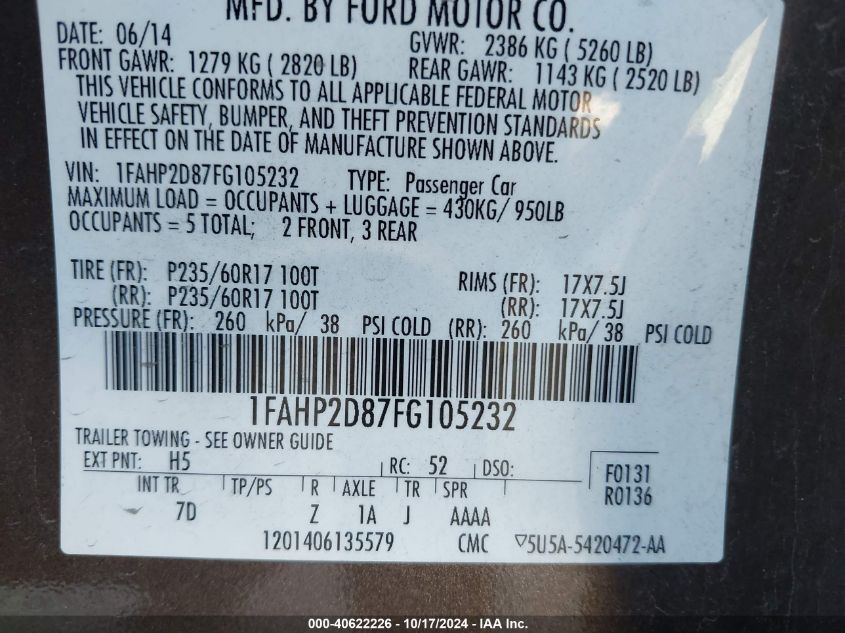 MFD. BY FORD MOTOR CO.
DATE: 06/14 GVWR: 2386 KG ( 5260 LB)
FRONT GAWR: 1279 KG ( 2820 LB) REAR GAWR: 1143 KG ( 2520 LB)
THIS VEHICLE CONFORMS TO ALL APPLICABLE FEDERAL MOTOR
VEHICLE SAFETY, BUMPER, AND THEFT PREVENTION STANDARDS
IN EFFECT ON THE DATE OF MANUFACTURE SHOWN ABOVE.
VIN: 1FAHP2D87FG105232 TYPE: Passenger Car
MAXIMUM LOAD = OCCUPANTS + LUGGAGE = 430KG/ 950LB
OCCUPANTS = 5 TOTAL; 2 FRONT, 3 REAR
TIRE (FR): P235/60R17 100T RIMS (FR): 17X7.5J
(RR): P235/60R17 100T (RR): 17X7.5J
PRESSURE (FR): 260 kPa/ 38 PSI COLD (RR): 260 kPa/ 38 PSI COLD
1FAHP2D87FG105232
TRAILER TOWING - SEE OWNER GUIDE
EXT PNT: H5 RC: 52 DSO: F0131
INT TR TP/PS R AXLE TR SPR R0136
7D Z 1A J AAAA
1201406135579 CMC ▽5U5A-5420472-AA
000-40622226 - 10/17/2024 - IAA Inc.